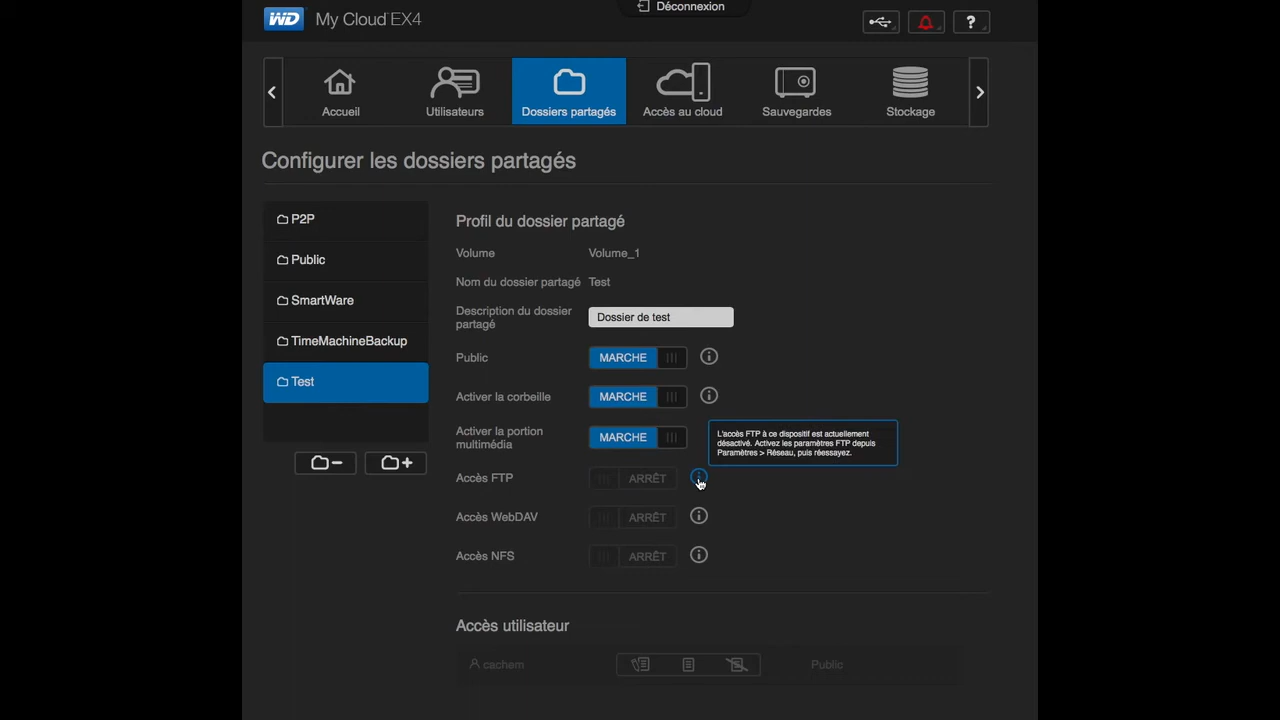 Déconnexion
WD My Cloud EX4
?
Accueil
Utilisateurs
Dossiers partagés
Accès au cloud
Sauvegardes
Stockage
Configurer les dossiers partagés
P2P
Public
SmartWare
TimeMachineBackup
Test
Profil du dossier partagé
Volume Volume_1
Nom du dossier partagé Test
Description du dossier
partagé
Dossier de test
Public MARCHE
Activer la corbeille MARCHE
Activer la portion
multimédia
MARCHE
L'accès FTP à ce dispositif est actuellement
désactivé. Activez les paramètres FTP depuis
Paramètres > Réseau, puis réessayez.
Accès FTP ARRÊT
Accès WebDAV ARRÊT
Accès NFS ARRÊT
Accès utilisateur
cachem Public